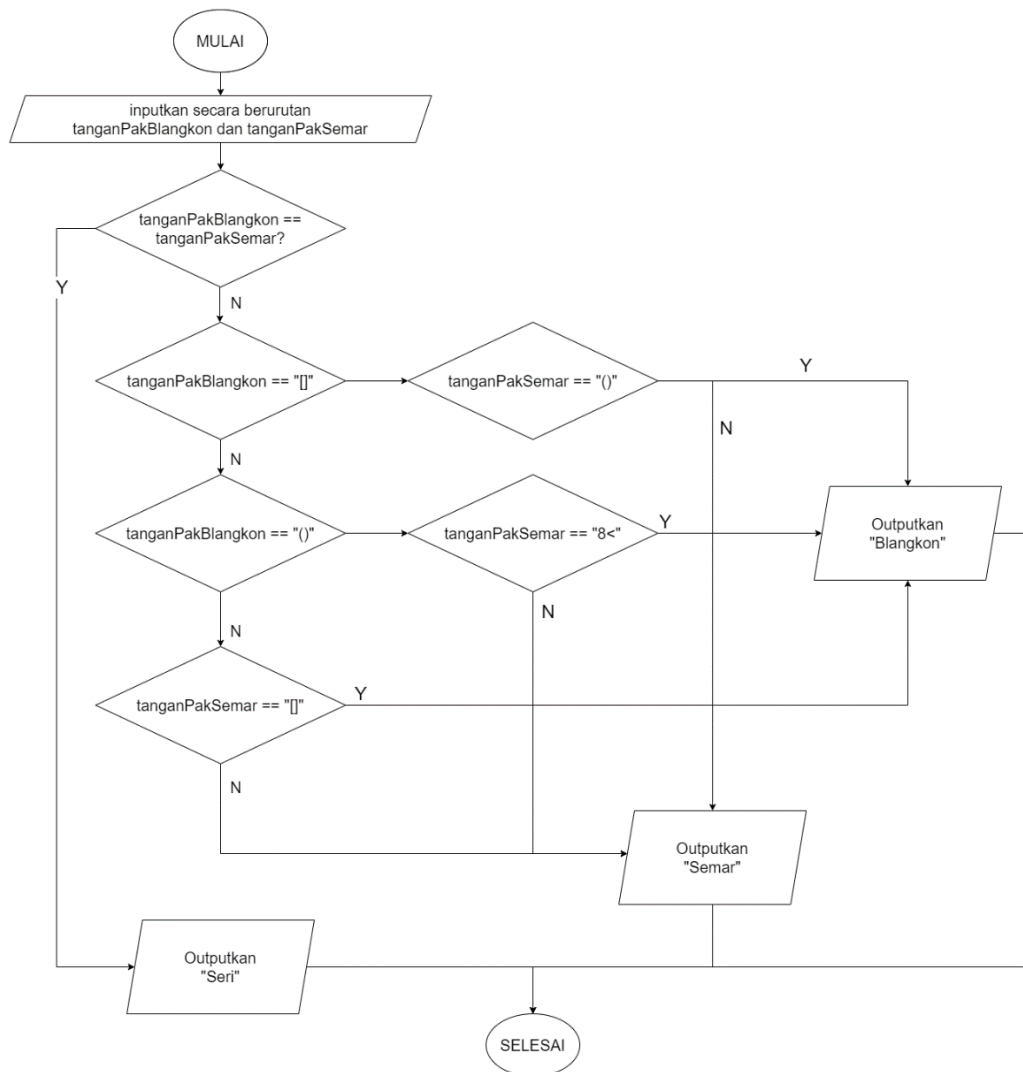 MULAI
inputkan secara berurutan
tanganPakBlangkon dan tanganPakSemar
tanganPakBlangkon ==
tanganPakSemar?
Y
N
tanganPakBlangkon == "[]"
tanganPakSemar == "()"
Y
N
N
tanganPakBlangkon == "()"
tanganPakSemar == "8<"
Y
Outputkan
"Blangkon"
N
N
tanganPakSemar == "[]"
Y
N
Outputkan
"Semar"
Outputkan
"Seri"
SELESAI